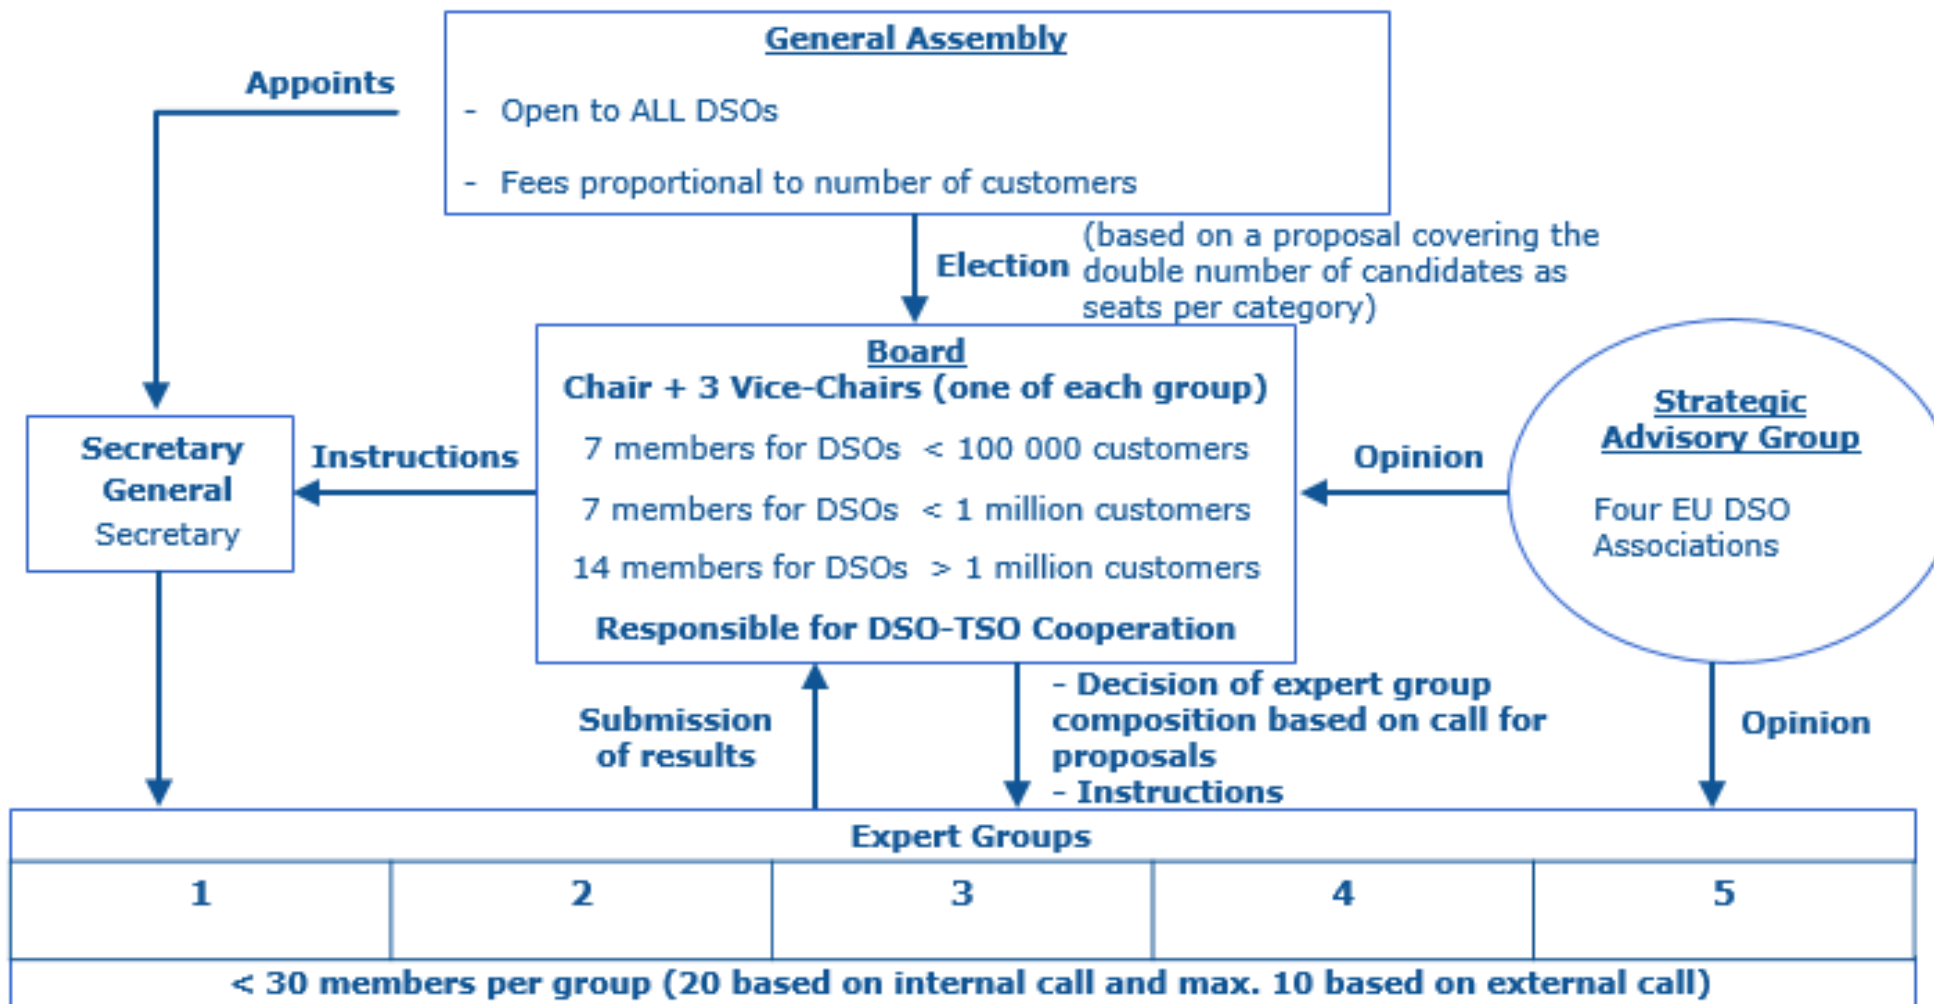 General Assembly
Appoints
- Open to ALL DSOs
- Fees proportional to number of customers
Election
(based on a proposal covering the
double number of candidates as
seats per category)
Board
Chair + 3 Vice-Chairs (one of each group)
7 members for DSOs < 100 000 customers
7 members for DSOs < 1 million customers
14 members for DSOs > 1 million customers
Responsible for DSO-TSO Cooperation
Secretary
General
Secretary
Instructions
Opinion
Strategic
Advisory Group
Four EU DSO
Associations
Submission
of results
- Decision of expert group
composition based on call for
proposals
- Instructions
Opinion
Expert Groups
1 2 3 4 5
< 30 members per group (20 based on internal call and max. 10 based on external call)